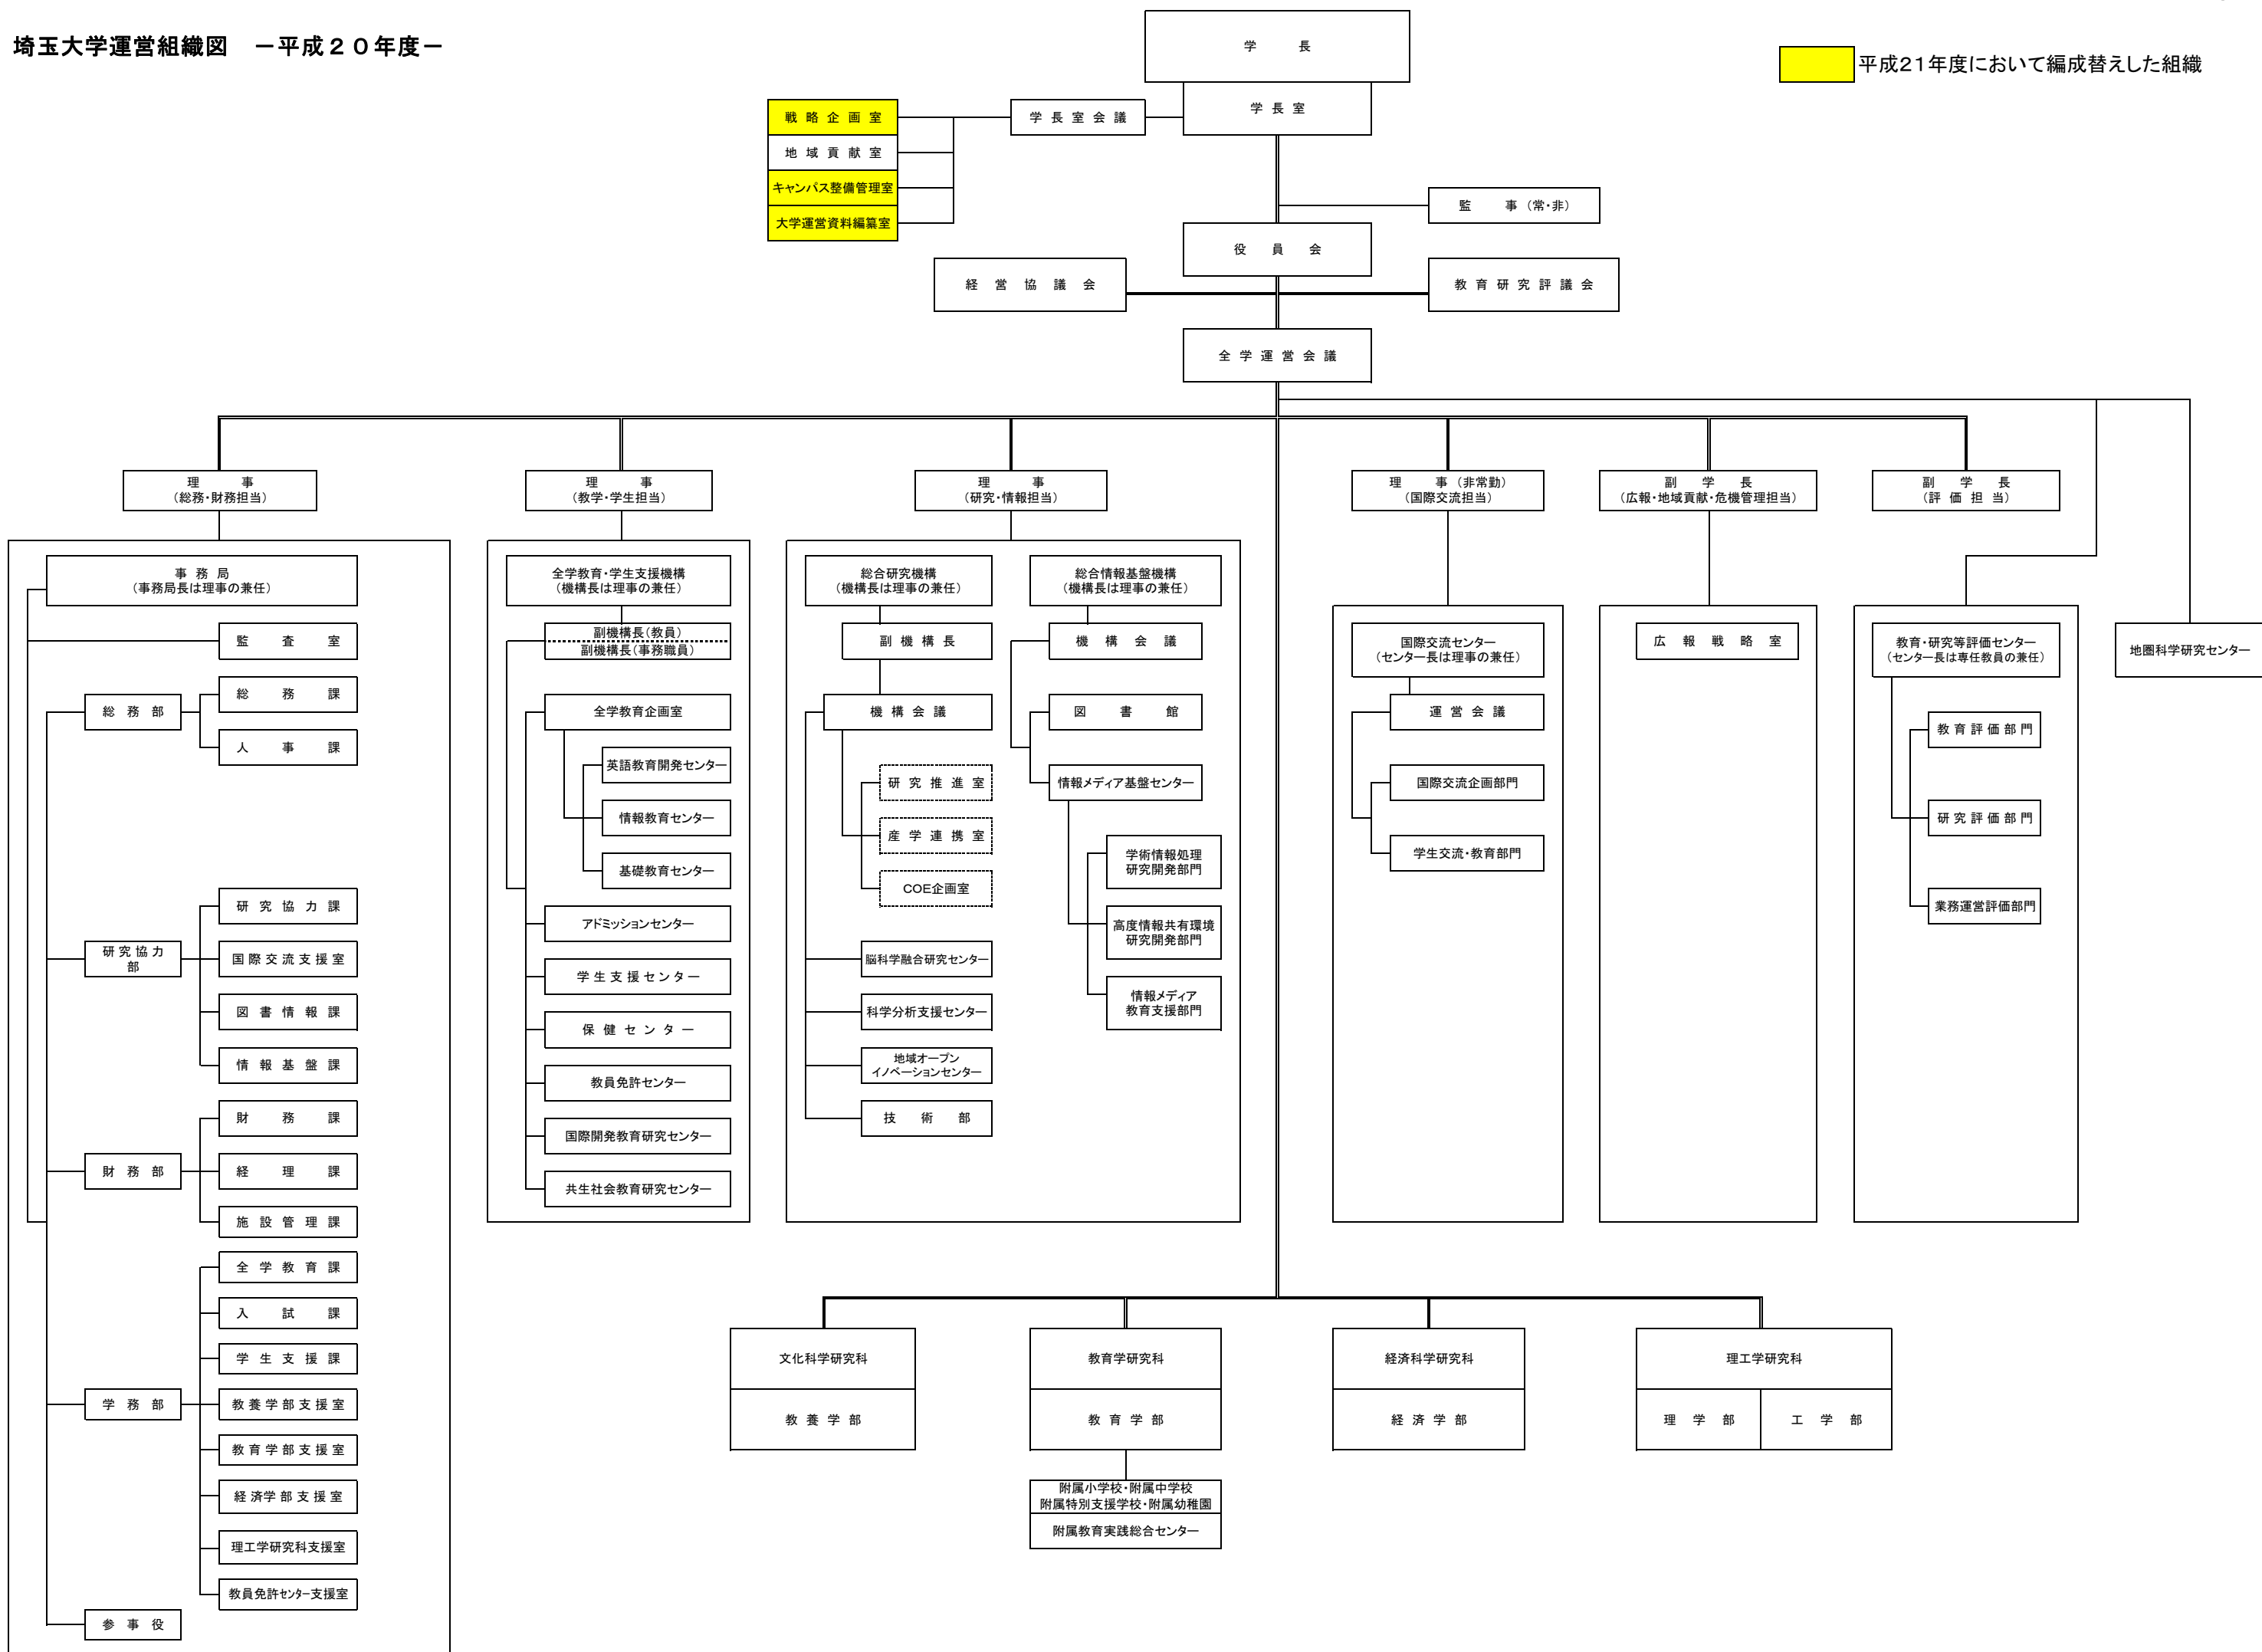 埼玉大学運営組織図　－平成２０年度－
平成21年度において編成替えした組織
学長
学長室
学長室会議
戦略企画室
地域貢献室
キャンパス整備管理室
大学運営資料編纂室
監事（常・非）
役員会
経営協議会
教育研究評議会
全学運営会議
理事
（総務・財務担当）
理事
（教学・学生担当）
理事
（研究・情報担当）
理事（非常勤）
（国際交流担当）
副学長
（広報・地域貢献・危機管理担当）
副学長
（評価担当）
事務局
（事務局長は理事の兼任）
監査室
総務部
総務課
人事課
研究協力
部
研究協力課
国際交流支援室
図書情報課
情報基盤課
財務部
財務課
経理課
施設管理課
学務部
全学教育課
入試課
学生支援課
教養学部支援室
教育学部支援室
経済学部支援室
理工学研究科支援室
教員免許センター支援室
参事役
全学教育・学生支援機構
（機構長は理事の兼任）
副機構長（教員）
副機構長（事務職員）
全学教育企画室
英語教育開発センター
情報教育センター
基礎教育センター
アドミッションセンター
学生支援センター
保健センター
教員免許センター
国際開発教育研究センター
共生社会教育研究センター
総合研究機構
（機構長は理事の兼任）
副機構長
機構会議
研究推進室
産学連携室
COE企画室
脳科学融合研究センター
科学分析支援センター
地域オープン
イノベーションセンター
技術部
総合情報基盤機構
（機構長は理事の兼任）
機構会議
図書館
情報メディア基盤センター
学術情報処理
研究開発部門
高度情報共有環境
研究開発部門
情報メディア
教育支援部門
国際交流センター
（センター長は理事の兼任）
運営会議
国際交流企画部門
学生交流・教育部門
広報戦略室
教育・研究等評価センター
（センター長は専任教員の兼任）
教育評価部門
研究評価部門
業務運営評価部門
地圏科学研究センター
文化科学研究科
教養学部
教育学研究科
教育学部
附属小学校・附属中学校
附属特別支援学校・附属幼稚園
附属教育実践総合センター
経済科学研究科
経済学部
理工学研究科
理学部
工学部